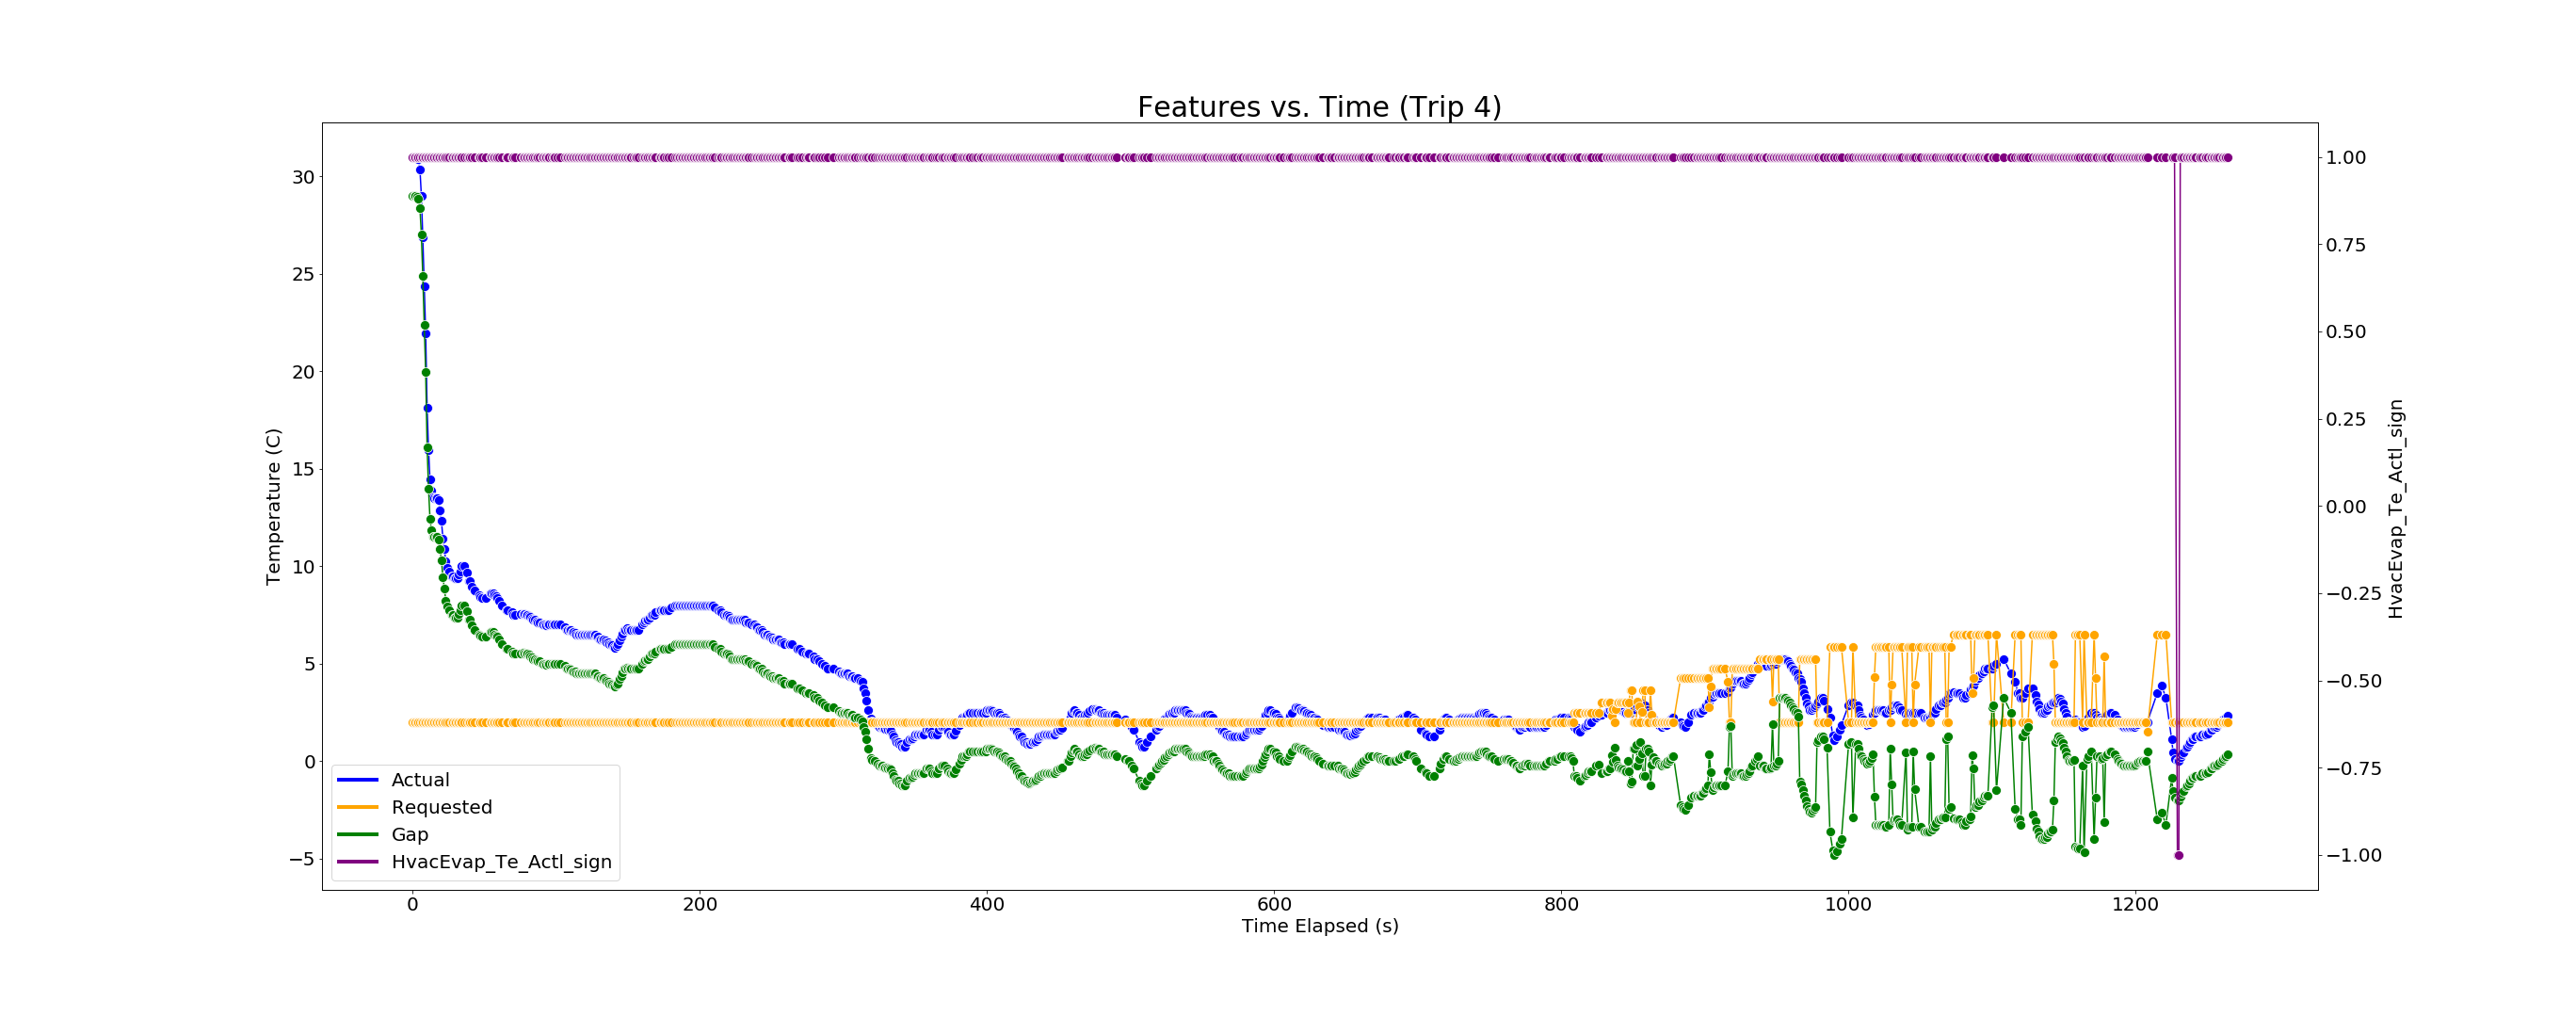 Features vs. Time (Trip 4)
30
25
20
15
10
5
0
−5
Temperature (C)
1.00
0.75
0.50
0.25
0.00
−0.25
−0.50
−0.75
−1.00
HvacEvap_Te_Actl_sign
Actual
Requested
Gap
HvacEvap_Te_Actl_sign
0 200 400 600 800 1000 1200
Time Elapsed (s)